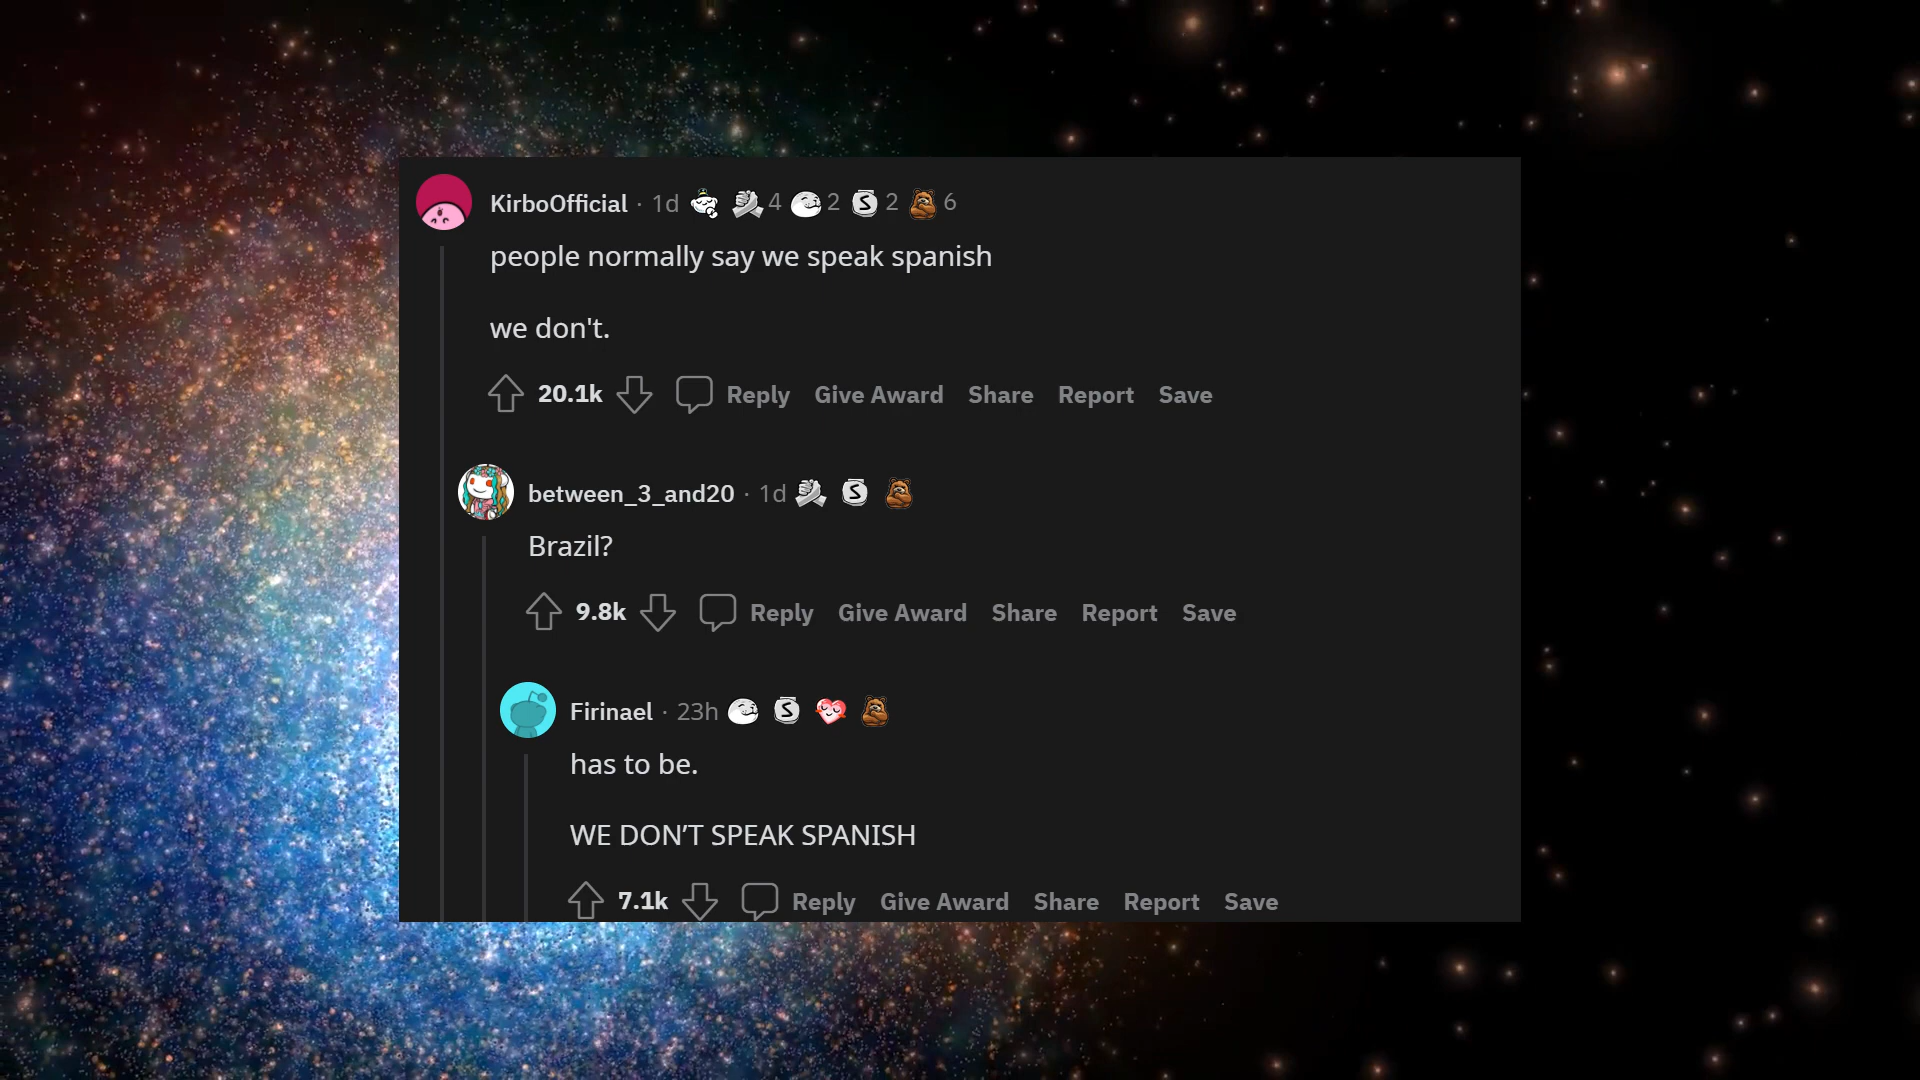 KirboOfficial · 1d 4 2 2 6
people normally say we speak spanish
we don't.
20.1k Reply Give Award Share Report Save
between_3_and20 · 1d
Brazil?
9.8k Reply Give Award Share Report Save
Firinael · 23h
has to be.
WE DON’T SPEAK SPANISH
7.1k Reply Give Award Share Report Save